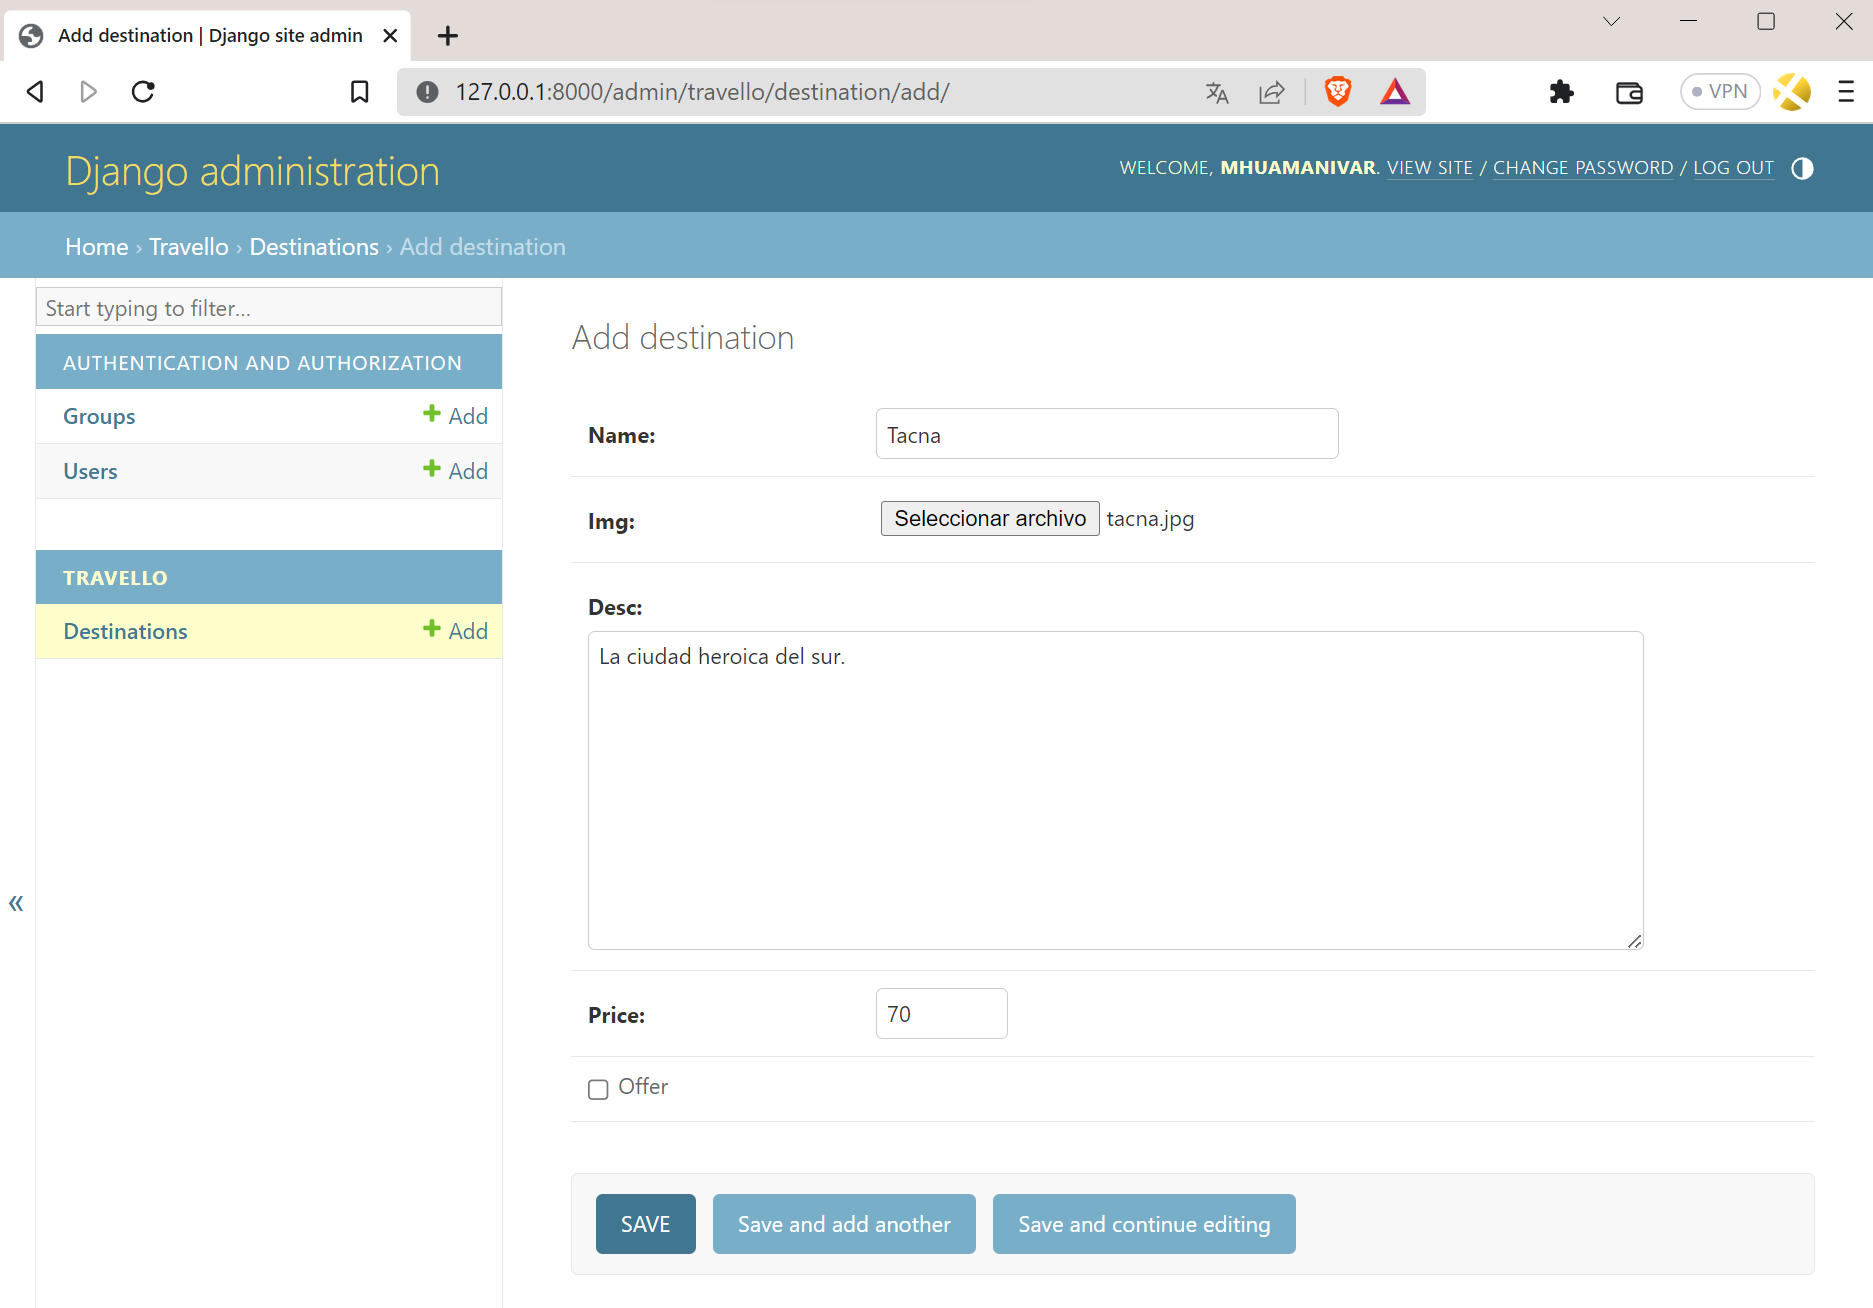 Add destination | Django site admin
127.0.0.1:8000/admin/travello/destination/add/
VPN
Django administration
WELCOME, MHUAMANIVAR. VIEW SITE / CHANGE PASSWORD / LOG OUT
Home › Travello › Destinations › Add destination
Start typing to filter...
AUTHENTICATION AND AUTHORIZATION
Groups
Add
Users
Add
TRAVELLO
Destinations
Add
Add destination
Name:
Tacna
Img:
Seleccionar archivo tacna.jpg
Desc:
La ciudad heroica del sur.
Price:
70
Offer
SAVE
Save and add another
Save and continue editing